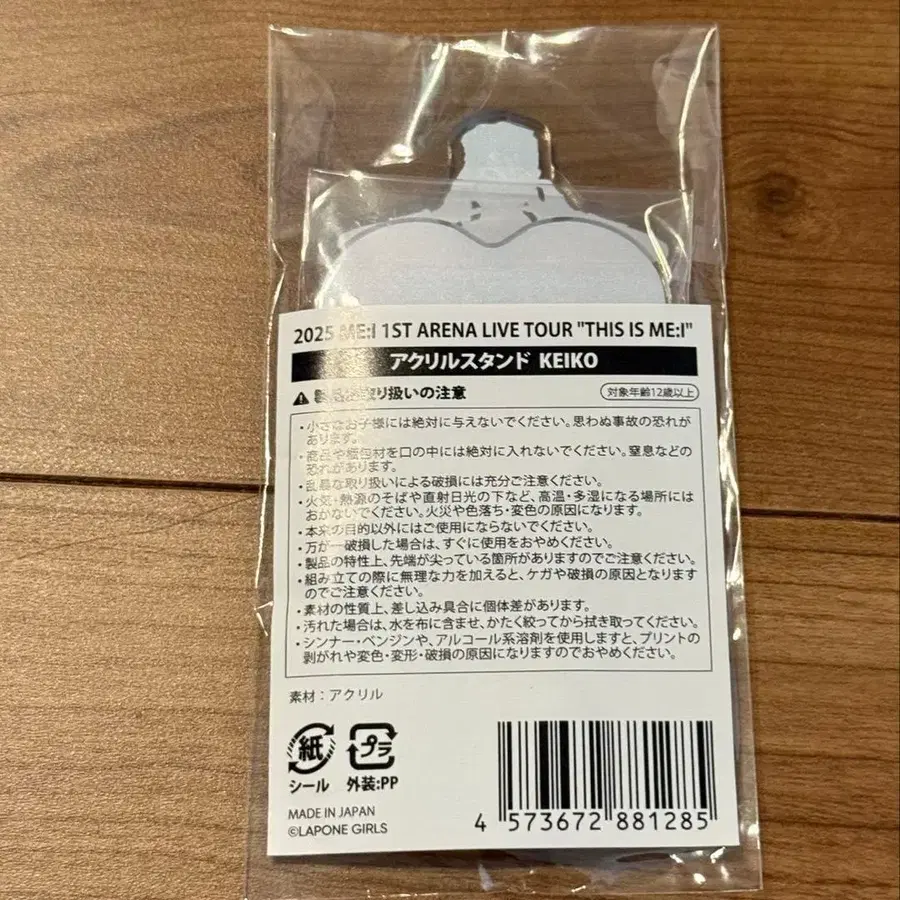 2025 ME:I 1ST ARENA LIVE TOUR "THIS IS ME:I"
アクリルスタンド KEIKO
製品お取り扱いの注意
対象年齢12歳以上
・小さなお子様には絶対に与えないでください。思わぬ事故の恐れが
あります。
・商品や梱包材を口の中には絶対に入れないでください。窒息などの
恐れがあります。
・乱暴な取り扱いによる破損には充分ご注意ください。
・火気・熱源のそばや直射日光の下など、高温・多湿になる場所には
おかないでください。火災や色落ち・変色の原因になります。
・本来の目的以外にはご使用にならないでください。
・万が一破損した場合は、すぐに使用をおやめください。
・製品の特性上、先端が尖っている箇所がありますのでご注意ください。
・組み立ての際に無理な力を加えると、ケガや破損の原因となります
のでご注意ください。
・素材の性質上、差し込み具合に個体差があります。
・汚れた場合は、水を布に含ませ、かたく絞ってから拭き取ってください。
・シンナー・ベンジンや、アルコール系溶剤を使用しますと、プリントの
剥がれや変色・変形・破損の原因になりますのでおやめください。
素材：アクリル
紙 プラ
シール 外装:PP
MADE IN JAPAN
©LAPONE GIRLS
4 573672 881285